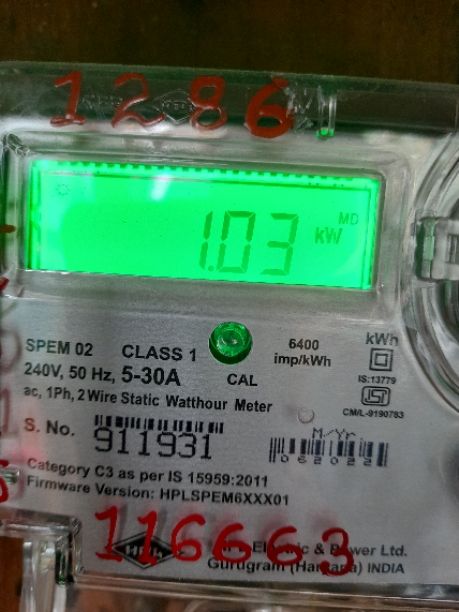 1286
MD
1.03 kW
SPEM 02 CLASS 1 6400 kWh
240V, 50 Hz, 5-30A CAL imp/kWh
IS:13779
ac, 1Ph, 2 Wire Static Watthour Meter
CM/L-9190783
S. No. 911931 M/Yr.
062022
Category C3 as per IS 15959:2011
Firmware Version: HPLSPEM6XXX01
116663
Electric & Power Ltd.
Gurugram (Haryana) INDIA